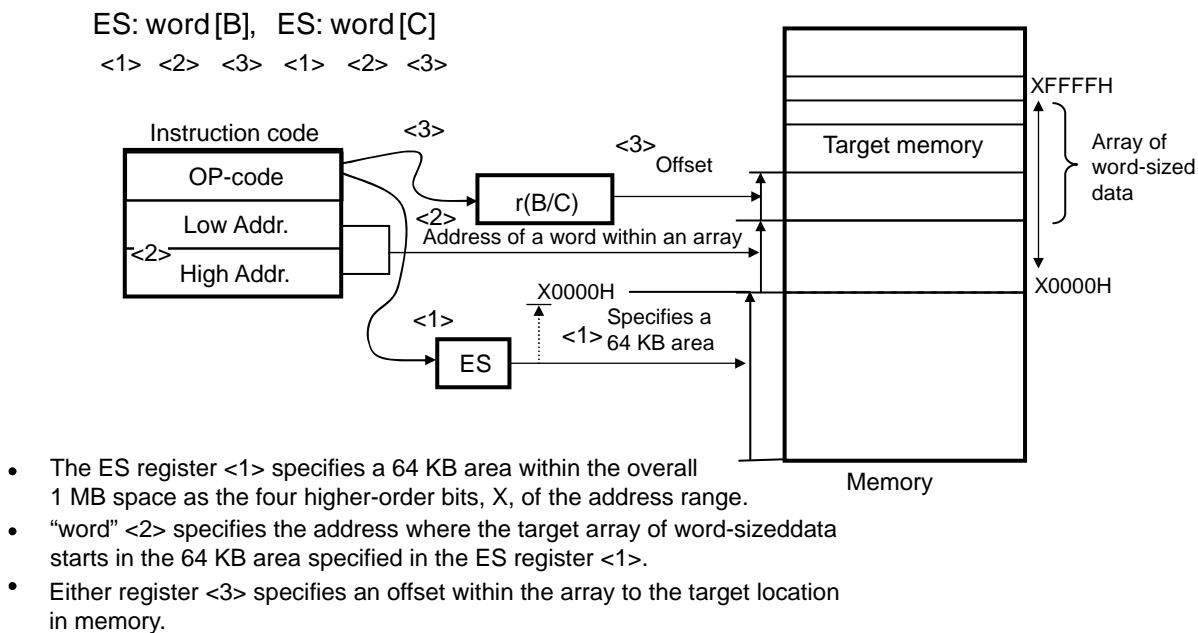 ES: word [B],  ES: word [C]
<1> <2> <3> <1> <2> <3>
Instruction code
OP-code
Low Addr.
<2>
High Addr.
<3>
r(B/C)
<3>
Offset
<2>
Address of a word within an array
X0000H
<1>
ES
<1>
Specifies a
64 KB area
XFFFFH
Target memory
Array of
word-sized
data
X0000H
Memory
• The ES register <1> specifies a 64 KB area within the overall
1 MB space as the four higher-order bits, X, of the address range.
• “word” <2> specifies the address where the target array of word-sizeddata
starts in the 64 KB area specified in the ES register <1>.
• Either register <3> specifies an offset within the array to the target location
in memory.